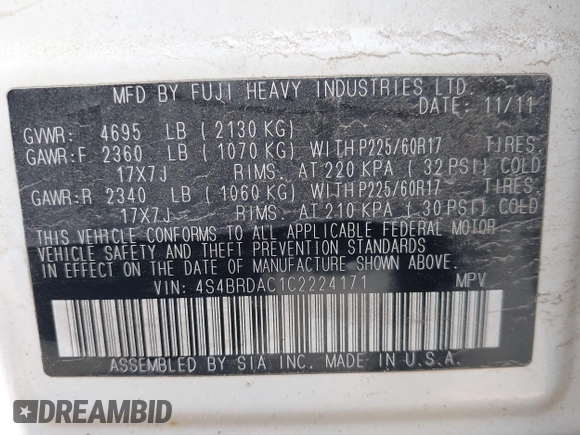 MFD BY FUJI HEAVY INDUSTRIES LTD.
DATE: 11/11
GVWR: 4695 LB (2130 KG)
GAWR:F 2360 LB (1070 KG) WITH P225/60R17 TIRES.
17X7J RIMS. AT 220 KPA (32 PSI) COLD
GAWR:R 2340 LB (1060 KG) WITH P225/60R17 TIRES.
17X7J RIMS. AT 210 KPA (30 PSI) COLD
THIS VEHICLE CONFORMS TO ALL APPLICABLE FEDERAL MOTOR
VEHICLE SAFETY AND THEFT PREVENTION STANDARDS
IN EFFECT ON THE DATE OF MANUFACTURE SHOWN ABOVE.
VIN: 4S4BRDAC1C2224171 MPV
ASSEMBLED BY SIA INC. MADE IN U.S.A.
DREAMBID